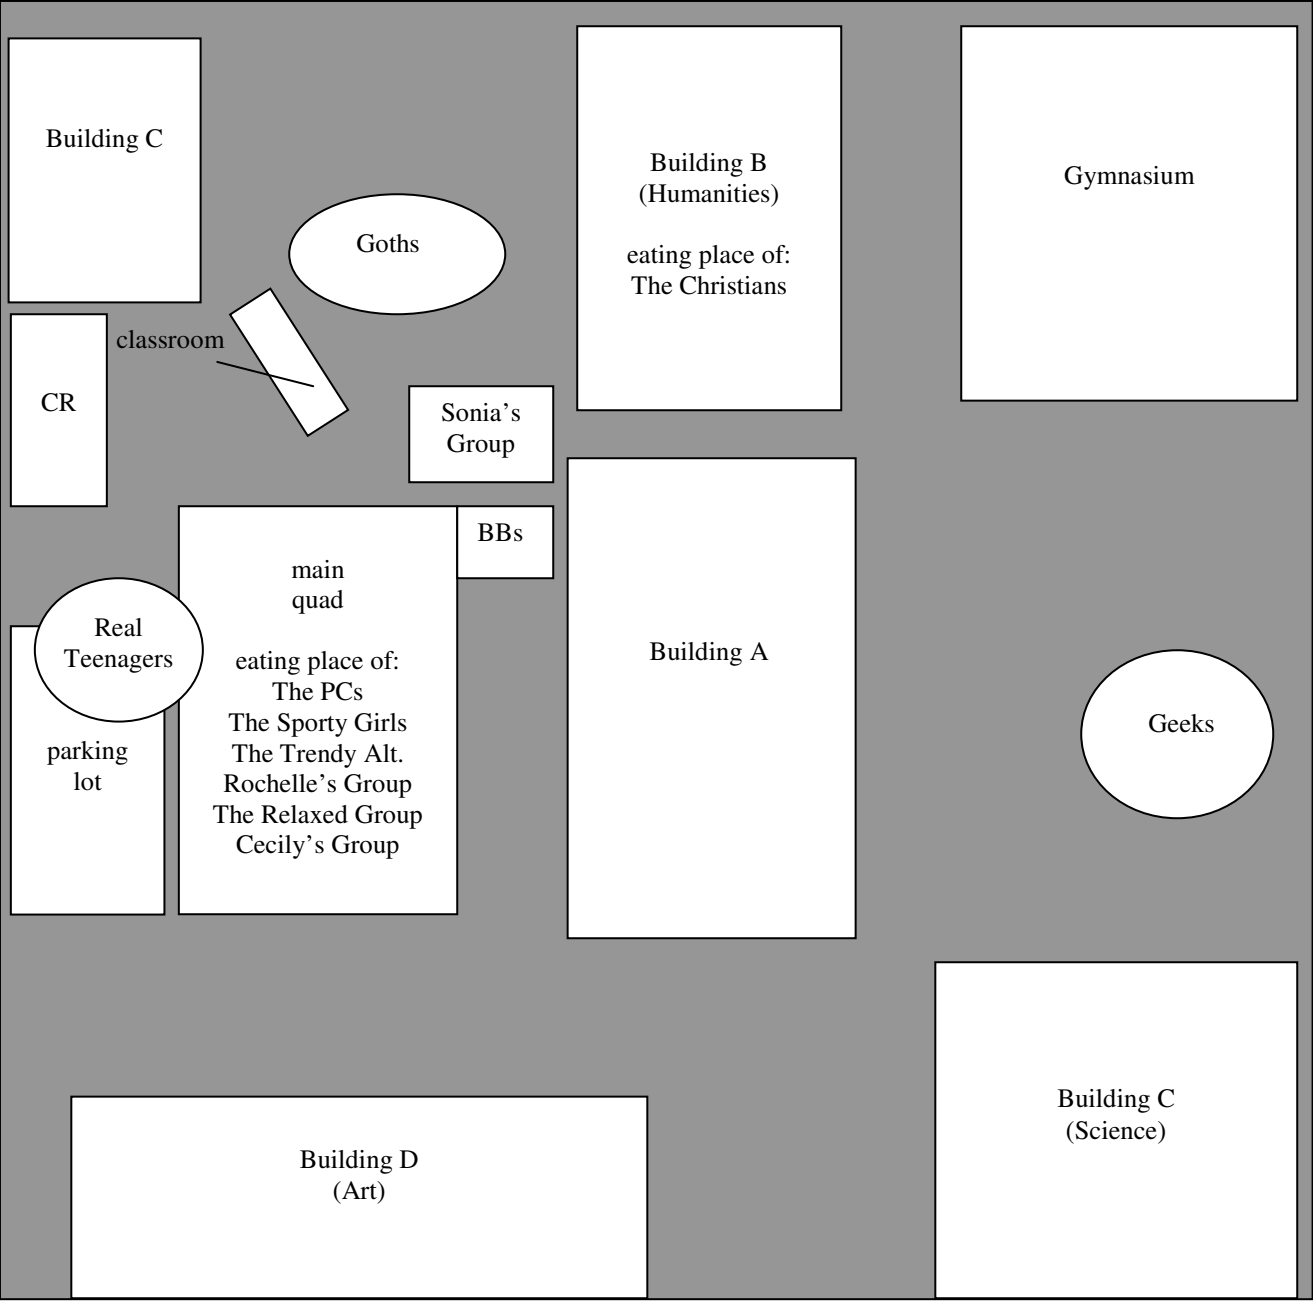 Building C
Building B
(Humanities)
eating place of:
The Christians
Gymnasium
Goths
classroom
CR
Sonia’s
Group
BBs
main
quad
eating place of:
The PCs
The Sporty Girls
The Trendy Alt.
Rochelle’s Group
The Relaxed Group
Cecily’s Group
Real
Teenagers
parking
lot
Building A
Geeks
Building D
(Art)
Building C
(Science)